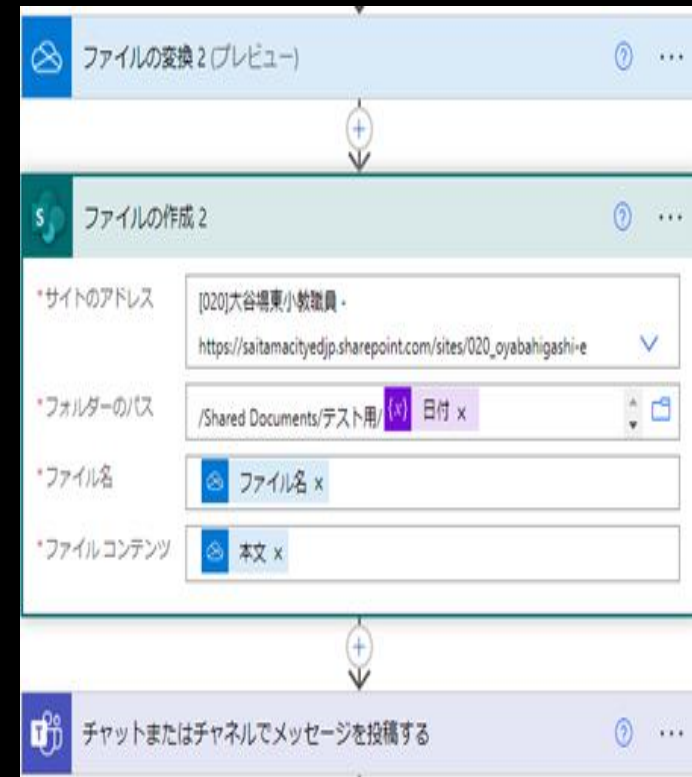 ファイルの変換 2 (プレビュー)
S
ファイルの作成 2
*サイトのアドレス
[020]大谷場東小教職員 -
https://saitamacityedjp.sharepoint.com/sites/020_oyabahigashi-e
*フォルダーのパス
/Shared Documents/テスト用/ {x} 日付 ×
*ファイル名
ファイル名 ×
*ファイル コンテンツ
本文 ×
T
チャットまたはチャネルでメッセージを投稿する